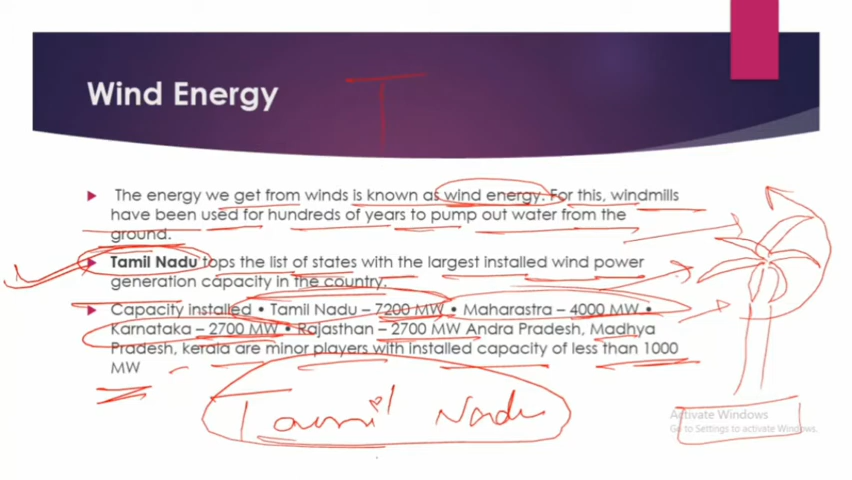 Wind Energy
T
The energy we get from winds is known as wind energy. For this, windmills
have been used for hundreds of years to pump out water from the
ground.
Tamil Nadu tops the list of states with the largest installed wind power
generation capacity in the country.
Capacity installed • Tamil Nadu – 7200 MW • Maharastra – 4000 MW •
Karnataka – 2700 MW • Rajasthan – 2700 MW Andra Pradesh, Madhya
Pradesh, kerala are minor players with installed capacity of less than 1000
MW
Tamil Nadu
Activate Windows
Go to Settings to activate Windows.